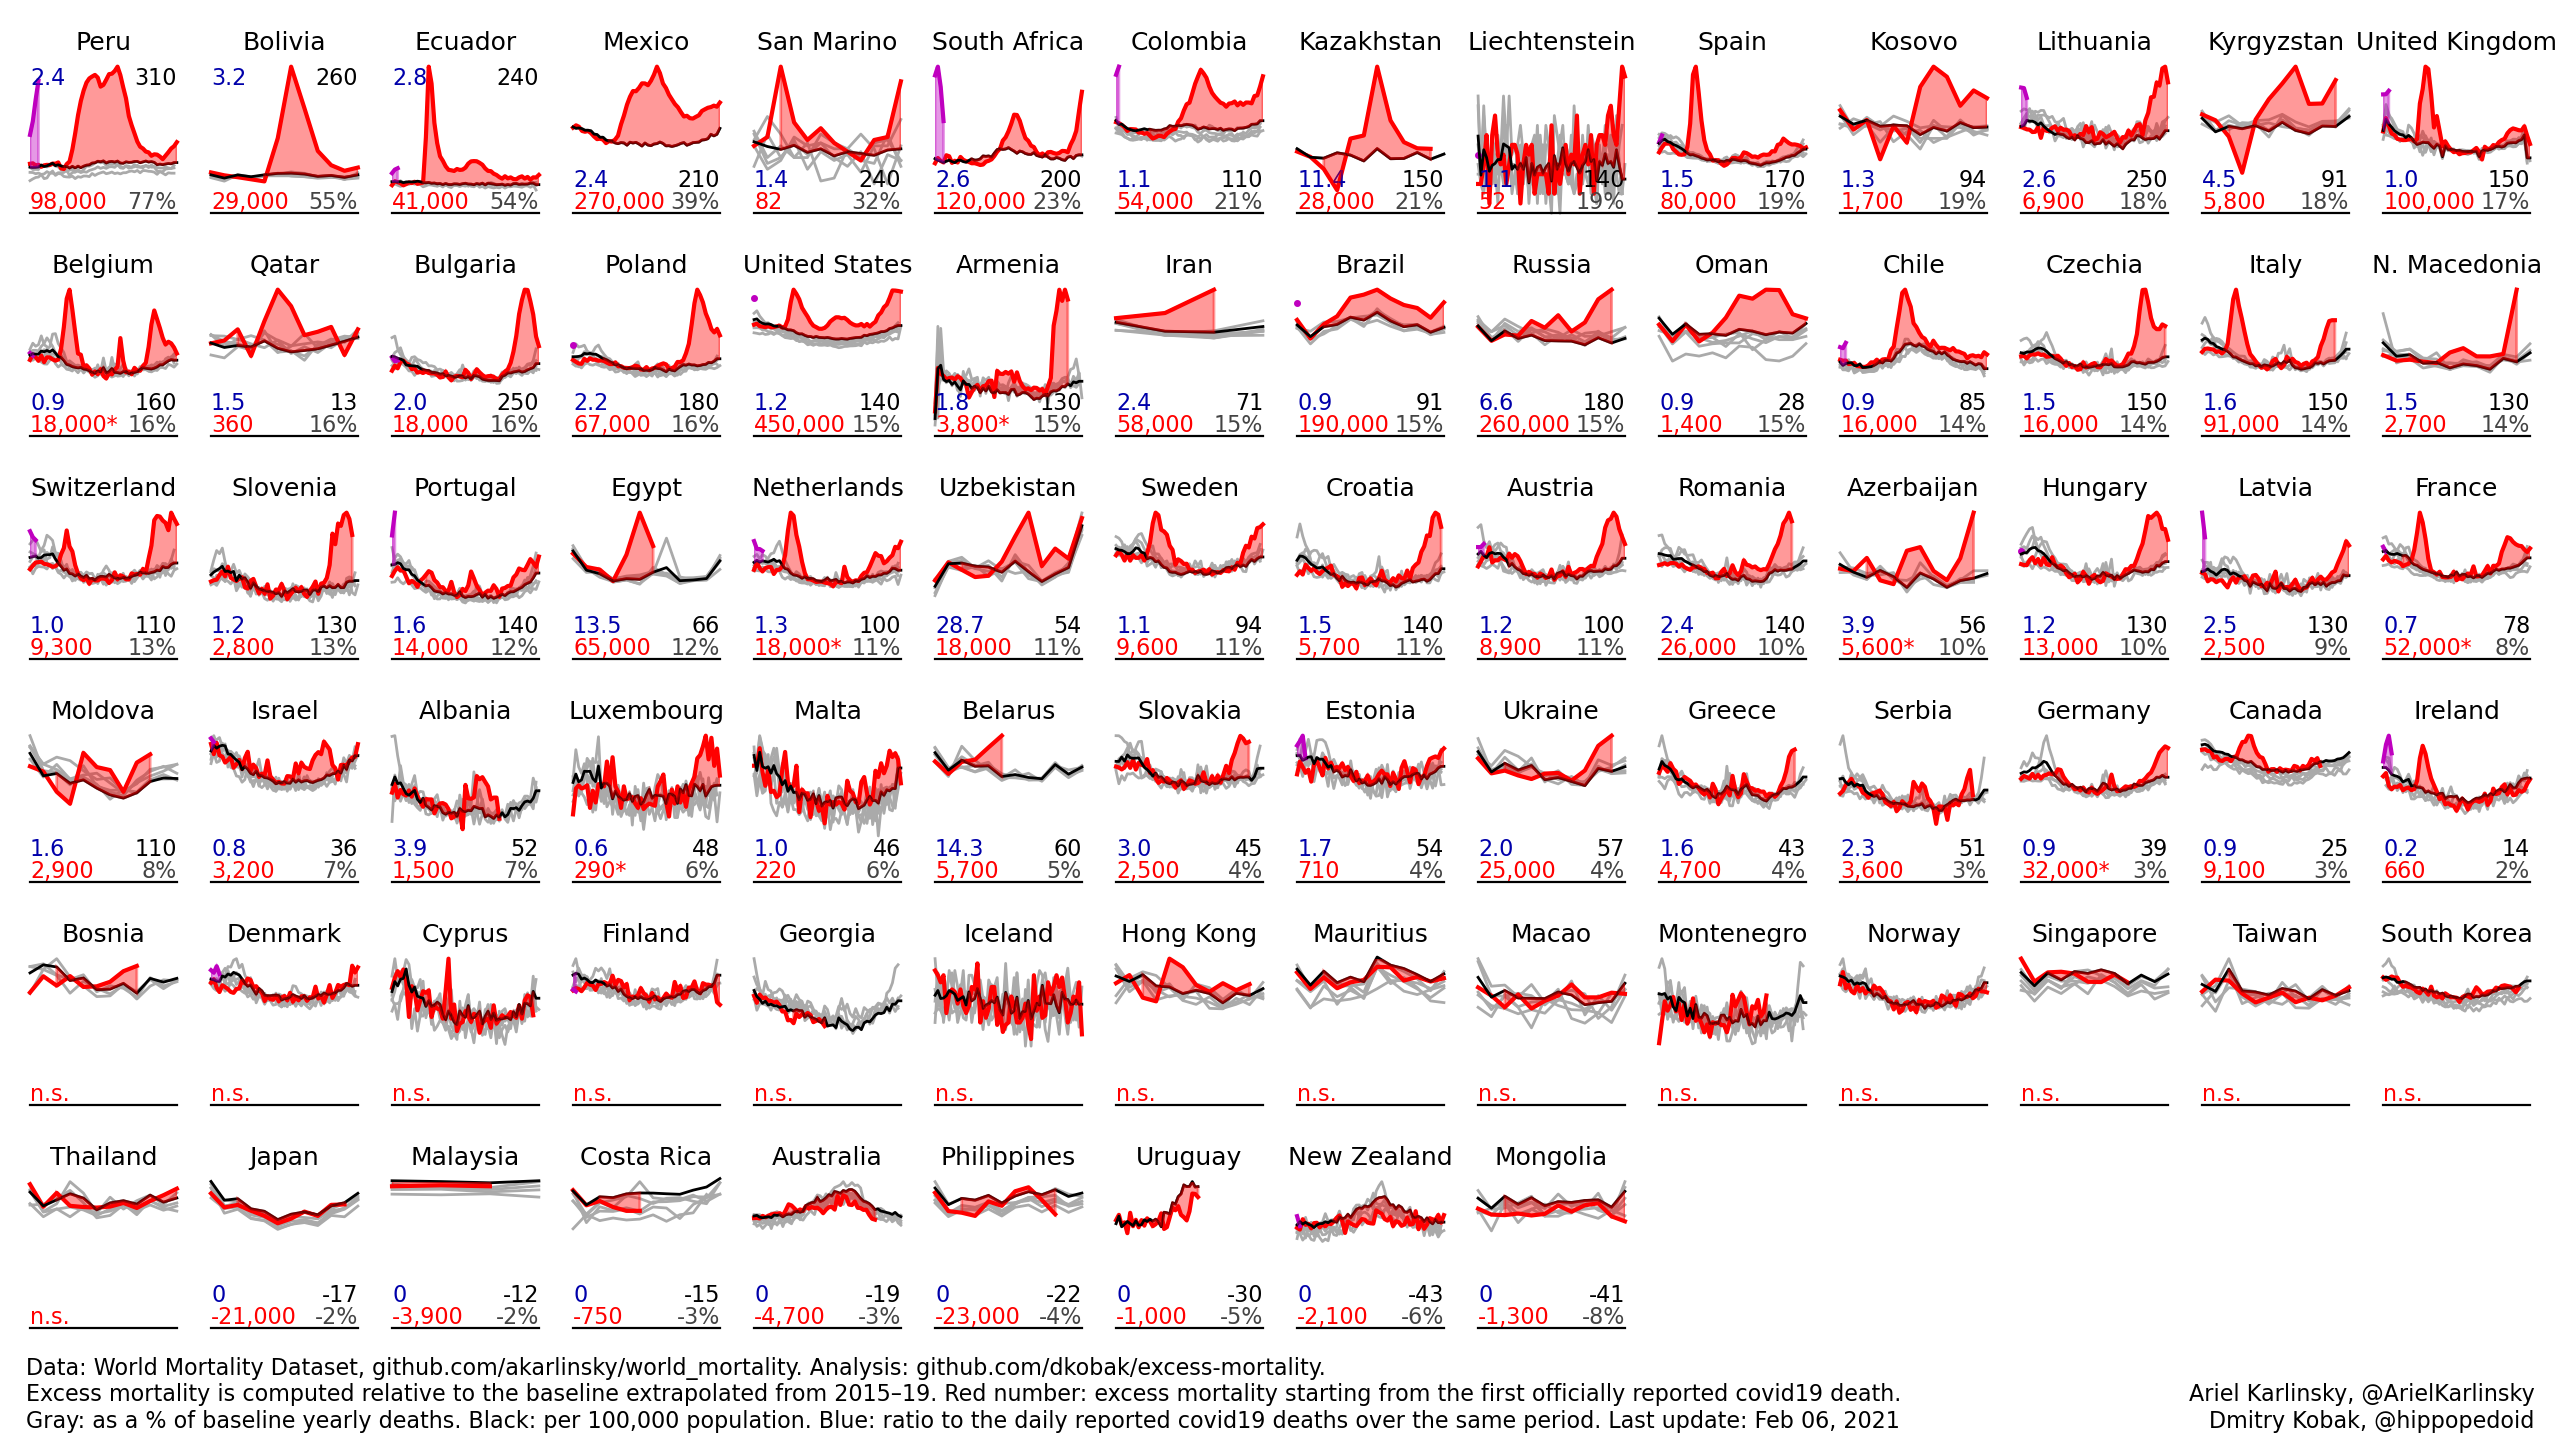 Peru Bolivia Ecuador Mexico San Marino South Africa Colombia Kazakhstan Liechtenstein Spain Kosovo Lithuania Kyrgyzstan United Kingdom
2.4 310 3.2 260 2.8 240
2.4 210 1.4 240 2.6 200 1.1 110 11.4 150 1.1 140 1.5 170 1.3 94 2.6 250 4.5 91 1.0 150
98,000 77% 29,000 55% 41,000 54% 270,000 39% 82 32% 120,000 23% 54,000 21% 28,000 21% 52 19% 80,000 19% 1,700 19% 6,900 18% 5,800 18% 100,000 17%
Belgium Qatar Bulgaria Poland United States Armenia Iran Brazil Russia Oman Chile Czechia Italy N. Macedonia
0.9 160 1.5 13 2.0 250 2.2 180 1.2 140 1.8 130 2.4 71 0.9 91 6.6 180 0.9 28 0.9 85 1.5 150 1.6 150 1.5 130
18,000* 16% 360 16% 18,000 16% 67,000 16% 450,000 15% 3,800* 15% 58,000 15% 190,000 15% 260,000 15% 1,400 15% 16,000 14% 16,000 14% 91,000 14% 2,700 14%
Switzerland Slovenia Portugal Egypt Netherlands Uzbekistan Sweden Croatia Austria Romania Azerbaijan Hungary Latvia France
1.0 110 1.2 130 1.6 140 13.5 66 1.3 100 28.7 54 1.1 94 1.5 140 1.2 100 2.4 140 3.9 56 1.2 130 2.5 130 0.7 78
9,300 13% 2,800 13% 14,000 12% 65,000 12% 18,000* 11% 18,000 11% 9,600 11% 5,700 11% 8,900 11% 26,000 10% 5,600* 10% 13,000 10% 2,500 9% 52,000* 8%
Moldova Israel Albania Luxembourg Malta Belarus Slovakia Estonia Ukraine Greece Serbia Germany Canada Ireland
1.6 110 0.8 36 3.9 52 0.6 48 1.0 46 14.3 60 3.0 45 1.7 54 2.0 57 1.6 43 2.3 51 0.9 39 0.9 25 0.2 14
2,900 8% 3,200 7% 1,500 7% 290* 6% 220 6% 5,700 5% 2,500 4% 710 4% 25,000 4% 4,700 4% 3,600 3% 32,000* 3% 9,100 3% 660 2%
Bosnia Denmark Cyprus Finland Georgia Iceland Hong Kong Mauritius Macao Montenegro Norway Singapore Taiwan South Korea
n.s. n.s. n.s. n.s. n.s. n.s. n.s. n.s. n.s. n.s. n.s. n.s. n.s. n.s.
Thailand Japan Malaysia Costa Rica Australia Philippines Uruguay New Zealand Mongolia
0 -17 0 -12 0 -15 0 -19 0 -22 0 -30 0 -43 0 -41
n.s. -21,000 -2% -3,900 -2% -750 -3% -4,700 -3% -23,000 -4% -1,000 -5% -2,100 -6% -1,300 -8%
Data: World Mortality Dataset, github.com/akarlinsky/world_mortality. Analysis: github.com/dkobak/excess-mortality.
Excess mortality is computed relative to the baseline extrapolated from 2015–19. Red number: excess mortality starting from the first officially reported covid19 death.
Gray: as a % of baseline yearly deaths. Black: per 100,000 population. Blue: ratio to the daily reported covid19 deaths over the same period. Last update: Feb 06, 2021
Ariel Karlinsky, @ArielKarlinsky
Dmitry Kobak, @hippopedoid